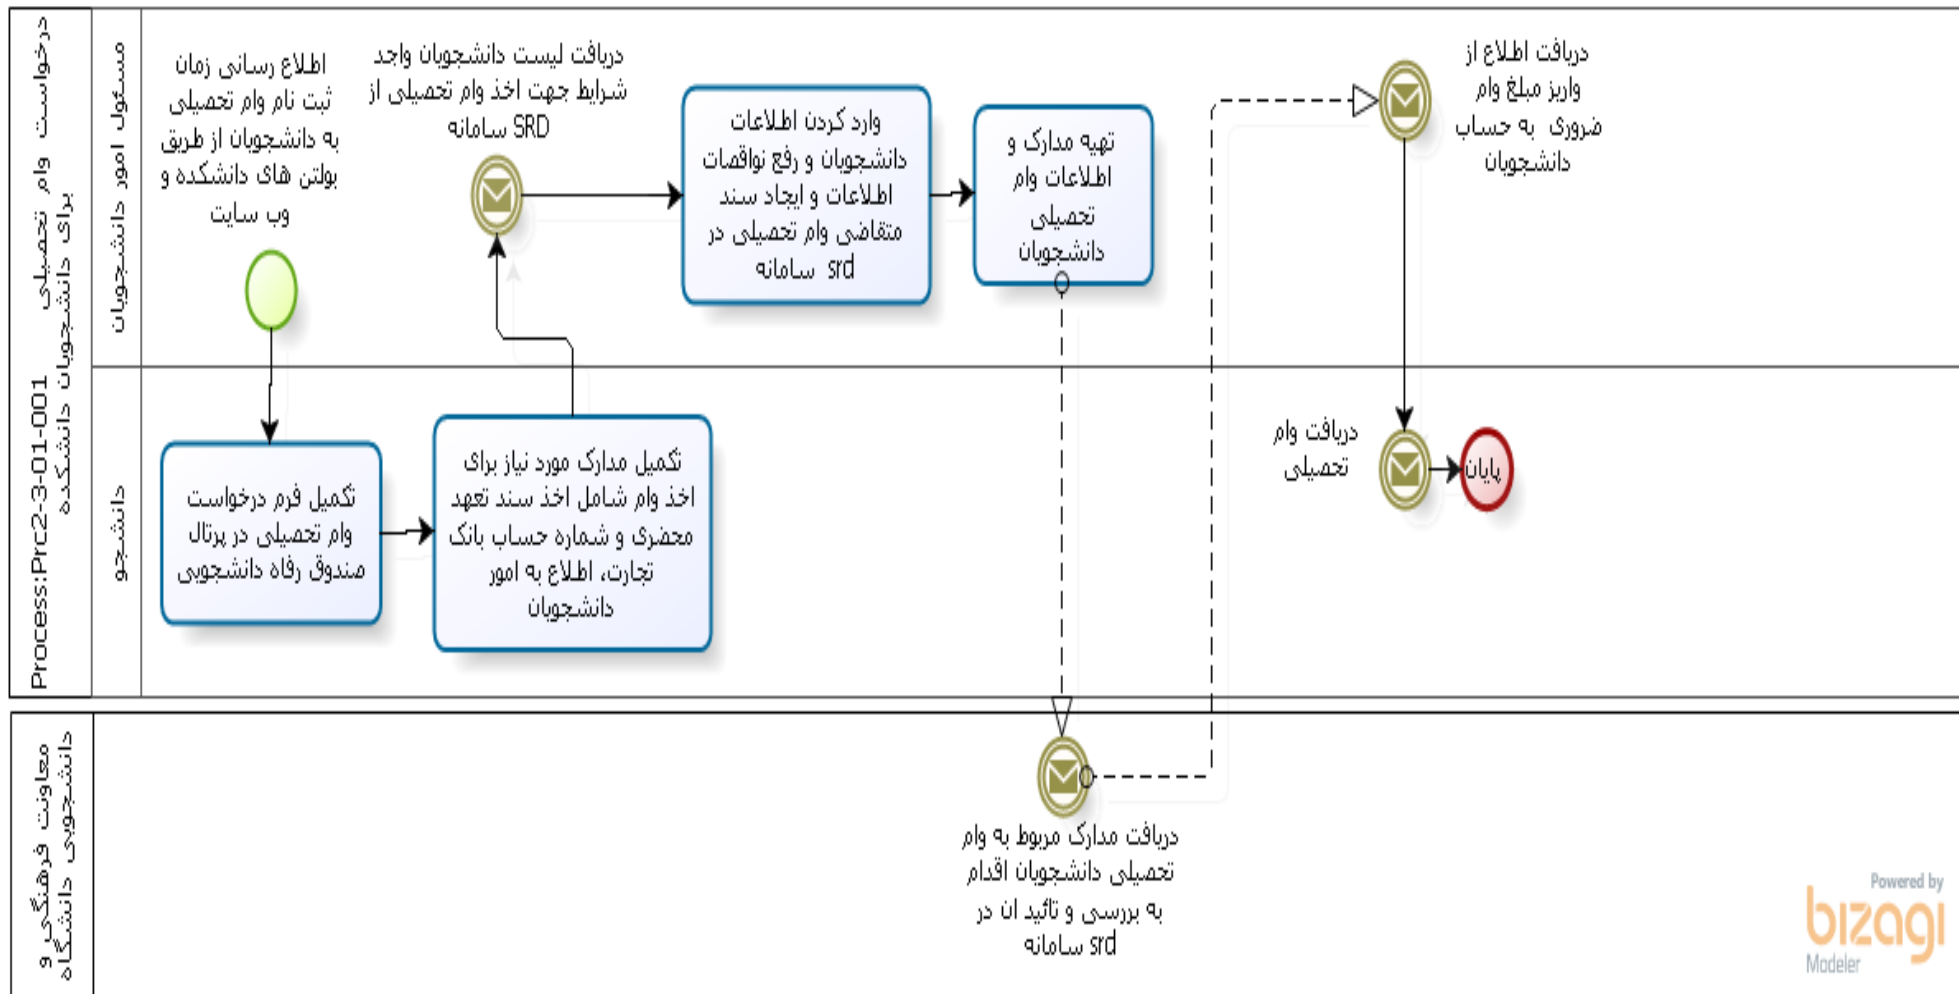 درخواست وام تحصیلی
برای دانشجویان دانشکده
Process:Prc2-3-01-001
مسئول امور دانشجویان
اطلاع رسانی زمان
ثبت نام وام تحصیلی
به دانشجویان از طریق
بولتن های دانشکده و
وب سایت
دریافت لیست دانشجویان واجد
شرایط جهت اخذ وام تحصیلی از
سامانه SRD
وارد کردن اطلاعات
دانشجویان و رفع نواقصات
اطلاعات و ایجاد سند
متقاضی وام تحصیلی در
سامانه srd
تهیه مدارک و
اطلاعات وام
تحصیلی
دانشجویان
دریافت اطلاع از
واریز مبلغ وام
ضروری به حساب
دانشجویان
دانشجو
تکمیل فرم درخواست
وام تحصیلی در پرتال
صندوق رفاه دانشجویی
تکمیل مدارک مورد نیاز برای
اخذ وام شامل اخذ سند تعهد
محضری و شماره حساب بانک
تجارت، اطلاع به امور
دانشجویان
دریافت وام
تحصیلی
پایان
معاونت فرهنگی و
دانشجویی دانشگاه
دریافت مدارک مربوط به وام
تحصیلی دانشجویان اقدام
به بررسی و تائید ان در
سامانه srd
Powered by
bizagi
Modeler